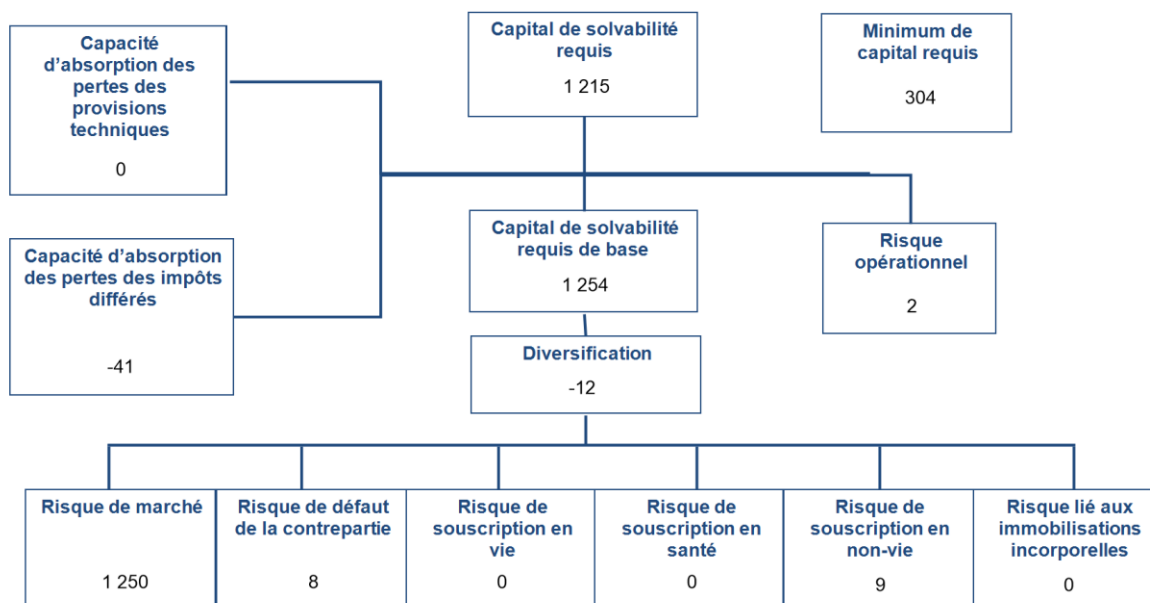 Capacité
d’absorption des
pertes des
provisions
techniques
0
Capital de solvabilité
requis
1 215
Minimum de
capital requis
304
Capacité d’absorption
des pertes des impôts
différés
-41
Capital de solvabilité
requis de base
1 254
Risque
opérationnel
2
Diversification
-12
Risque de marché
1 250
Risque de défaut
de la contrepartie
8
Risque de
souscription en
vie
0
Risque de
souscription en
santé
0
Risque de
souscription en
non-vie
9
Risque lié aux
immobilisations
incorporelles
0